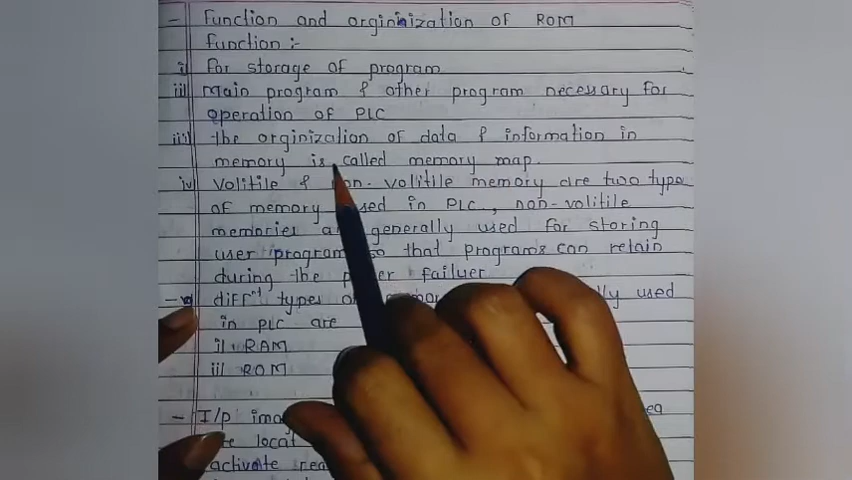 - Function and orginization of ROM
Function :-
i) For storage of program
ii) main program & other program necessary for
operation of PLC
iii) the orginization of data & information in
memory is called memory map.
iv) volitile & non-volitile memory are two type
of memory used in PLC, non-volitile
memories are generally used for storing
user program so that programs can retain
during the power failuer
- v) diffnt types of used
in PLC are
i) RAM
ii) ROM
- I/p
locat
activate